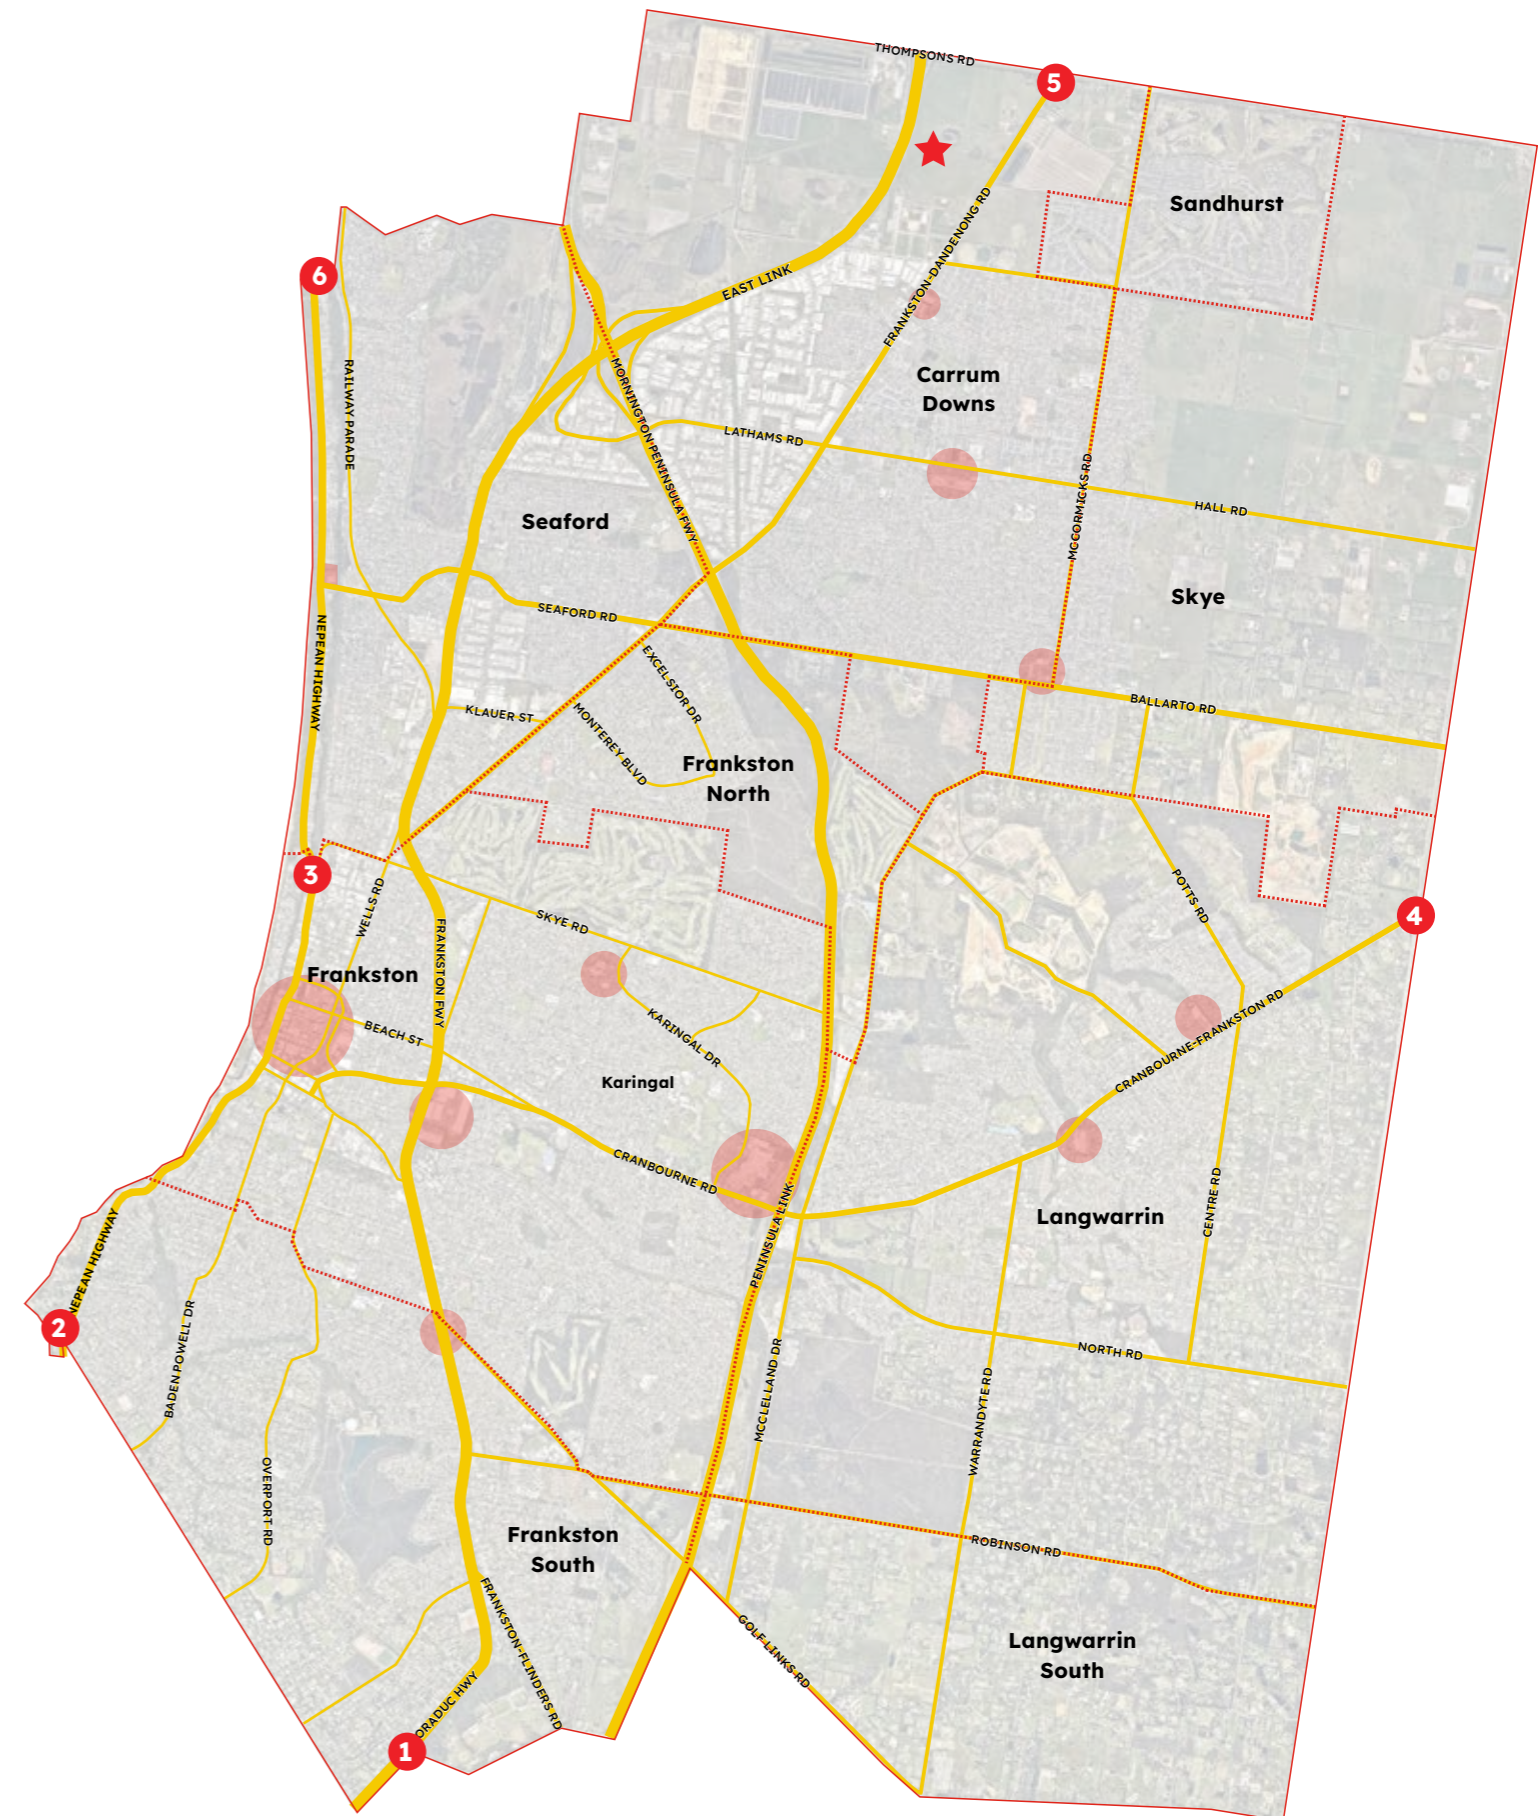 THOMPSONS RD
5
Sandhurst
6
EAST LINK
FRANKSTON-DANDENONG RD
RAILWAY PARADE
MORNINGTON PENINSULA FWY
Carrum
Downs
LATHAMS RD
MCCORMICKS RD
HALL RD
Seaford
Skye
SEAFORD RD
NEPEAN HIGHWAY
EXCELSIOR DR
KLAUER ST
MONTEREY BLVD
BALLARTO RD
Frankston
North
3
WELLS RD
SKYE RD
POTTS RD
4
FRANKSTON FWY
Frankston
BEACH ST
KARINGAL DR
CRANBOURNE-FRANKSTON RD
Karingal
CRANBOURNE RD
PENINSULA LINK
Langwarrin
CENTRE RD
NEPEAN HIGHWAY
2
BADEN POWELL DR
MCCLELLAND DR
NORTH RD
WARRANDYTE RD
OVERPORT RD
Frankston
South
ROBINSON RD
FRANKSTON-FLINDERS RD
GOLF LINKS RD
Langwarrin
South
ORADUC HWY
1